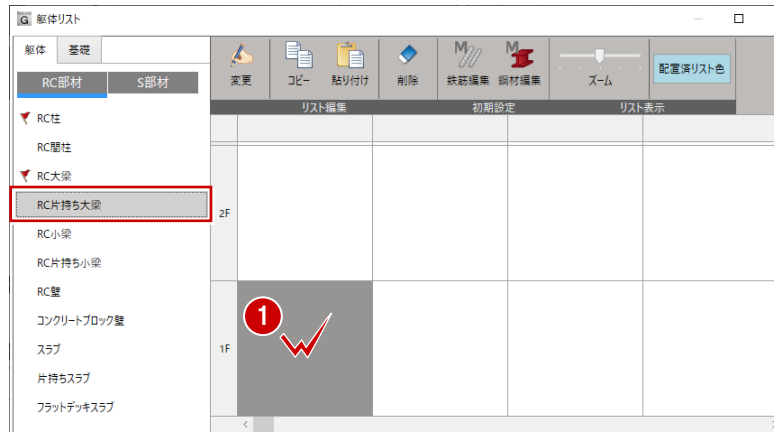 G 躯体リスト
躯体 基礎
RC部材 S部材
変更 コピー 貼り付け 削除 鉄筋編集 鋼材編集 ズーム 配置済リスト色
リスト編集 初期設定 リスト表示
RC柱
RC間柱
RC大梁
RC片持ち大梁
RC小梁
RC片持ち小梁
RC壁
コンクリートブロック壁
スラブ
片持ちスラブ
フラットデッキスラブ
2F
1F
1